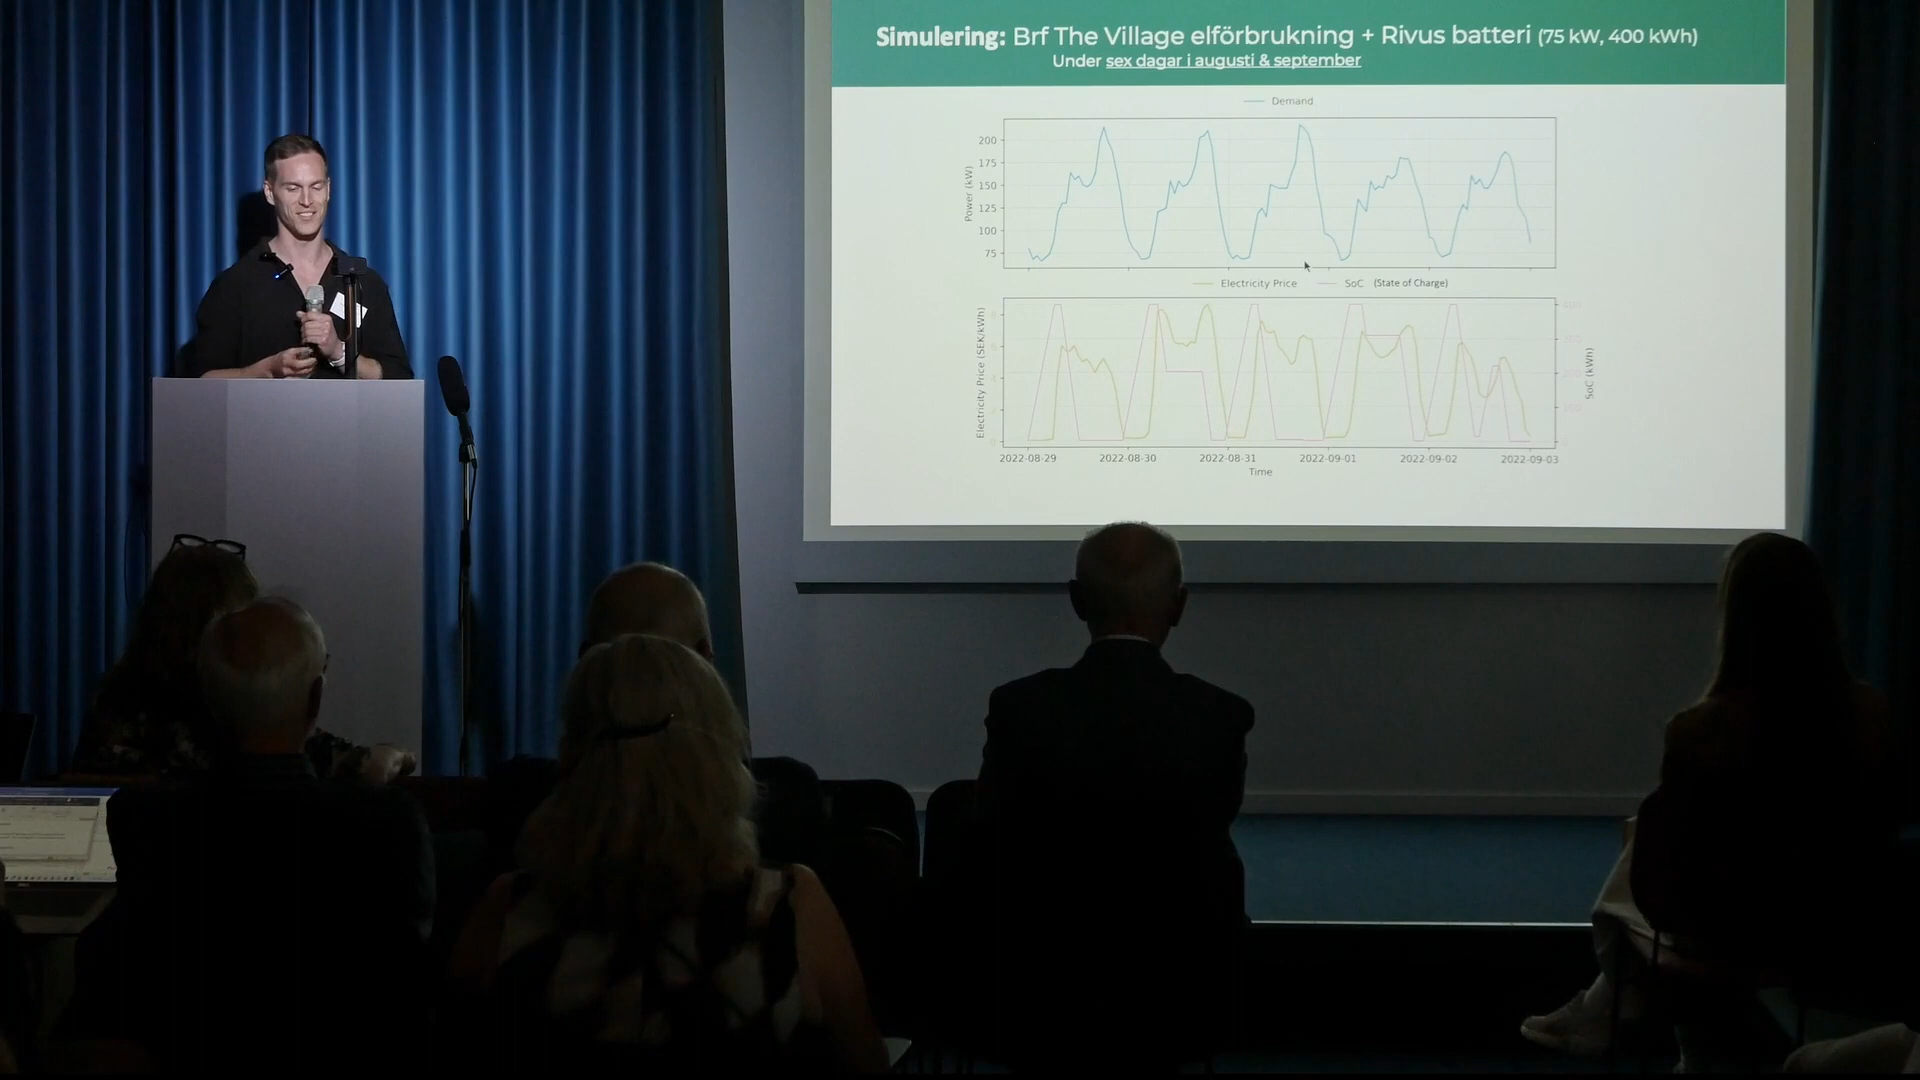 Simulering: Brf The Village elförbrukning + Rivus batteri (75 kW, 400 kWh)
Under sex dagar i augusti & september
Demand
Power (kW)
200
175
150
125
100
75
Electricity Price SoC (State of Charge)
Electricity Price (SEK/kWh)
SoC (kWh)
2022-08-29 2022-08-30 2022-08-31 2022-09-01 2022-09-02 2022-09-03
Time